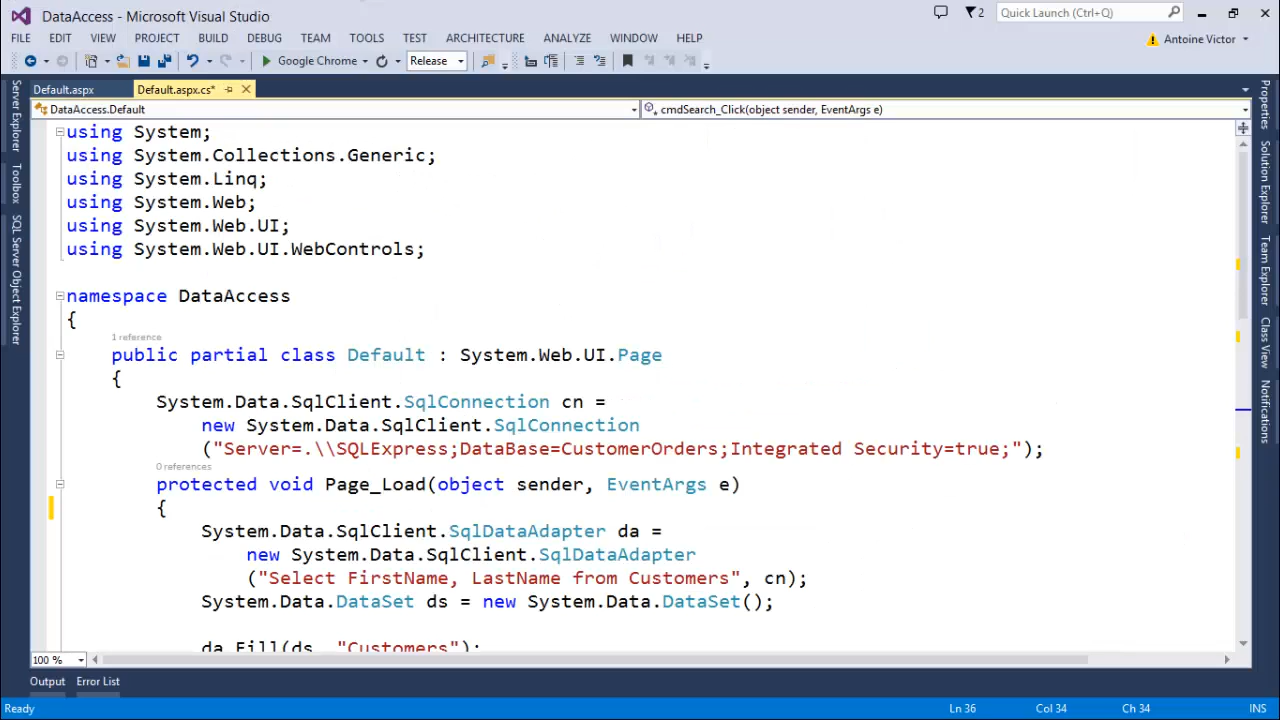 DataAccess - Microsoft Visual Studio
2
Quick Launch (Ctrl+Q)
FILE EDIT VIEW PROJECT BUILD DEBUG TEAM TOOLS TEST ARCHITECTURE ANALYZE WINDOW HELP
Antoine Victor
Google Chrome
Release
Default.aspx
Default.aspx.cs*
DataAccess.Default
cmdSearch_Click(object sender, EventArgs e)
Server Explorer
Toolbox
SQL Server Object Explorer
using System;
using System.Collections.Generic;
using System.Linq;
using System.Web;
using System.Web.UI;
using System.Web.UI.WebControls;
namespace DataAccess
{
1 reference
public partial class Default : System.Web.UI.Page
{
System.Data.SqlClient.SqlConnection cn =
new System.Data.SqlClient.SqlConnection
("Server=.\\SQLExpress;DataBase=CustomerOrders;Integrated Security=true;");
0 references
protected void Page_Load(object sender, EventArgs e)
{
System.Data.SqlClient.SqlDataAdapter da =
new System.Data.SqlClient.SqlDataAdapter
("Select FirstName, LastName from Customers", cn);
System.Data.DataSet ds = new System.Data.DataSet();
da.Fill(ds, "Customers");
Properties
Solution Explorer
Team Explorer
Class View
Notifications
100 %
Output
Error List
Ready
Ln 36
Col 34
Ch 34
INS